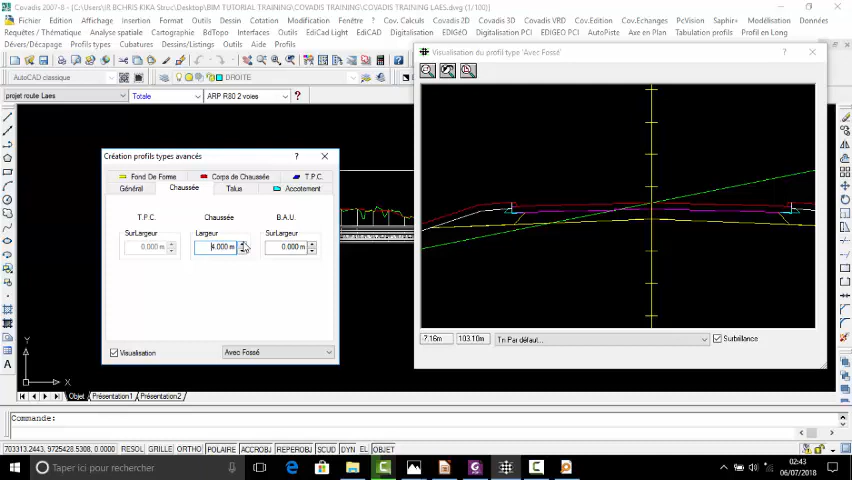 Covadis 2007-8 - [C:\Users\IR BCHRIS KIKA Struc\Desktop\BIM TUTORIAL TRAINING\COVADIS TRAINING\COVADIS TRAINING LAES.dwg (1/100)]
Fichier Edition Affichage Insertion Format Outils Dessin Cotation Modification Fenêtre ? Cov. Calculs Covadis 2D Covadis 3D Covadis VRD Cov.Edition Cov.Echanges PyVision Saphir+ Modélisation Données
Requêtes / Thématique Analyse Spatiale Cartographie BdTopo Interfaces Outils EdiCad Light EdiCAD Digitalisation EDIGéO Digitalisation PCI EDIGéO AutoPiste Axe en Plan Tabulation profils Profil en Long
Dévers/Décapage Profils types Cubatures Dessins/Listing Aide Profils
AutoCAD classique
DROITE
projet route Laes Totale ARP R80 2 voies
Visualisation du profil type 'Avec Fossé'
Création profils types avancés
Fond De Forme Corps de Chaussée T.P.C.
Général Chaussée Talus Accotement
T.P.C. Chaussée B.A.U.
SurLargeur Largeur SurLargeur
0.000 m 4.000 m 0.000 m
Visualisation Avec Fossé
-7.16m 103.10m Tn Par défaut... Surbrillance
Y
X
Objet Présentation1 Présentation2
Commande:
703313.2443, 9725428.5308, 0.0000 RESOL GRILLE ORTHO POLAIRE ACCROBJ REPEROBJ SCUD DYN EL OBJET
Taper ici pour rechercher
02:43
06/07/2018